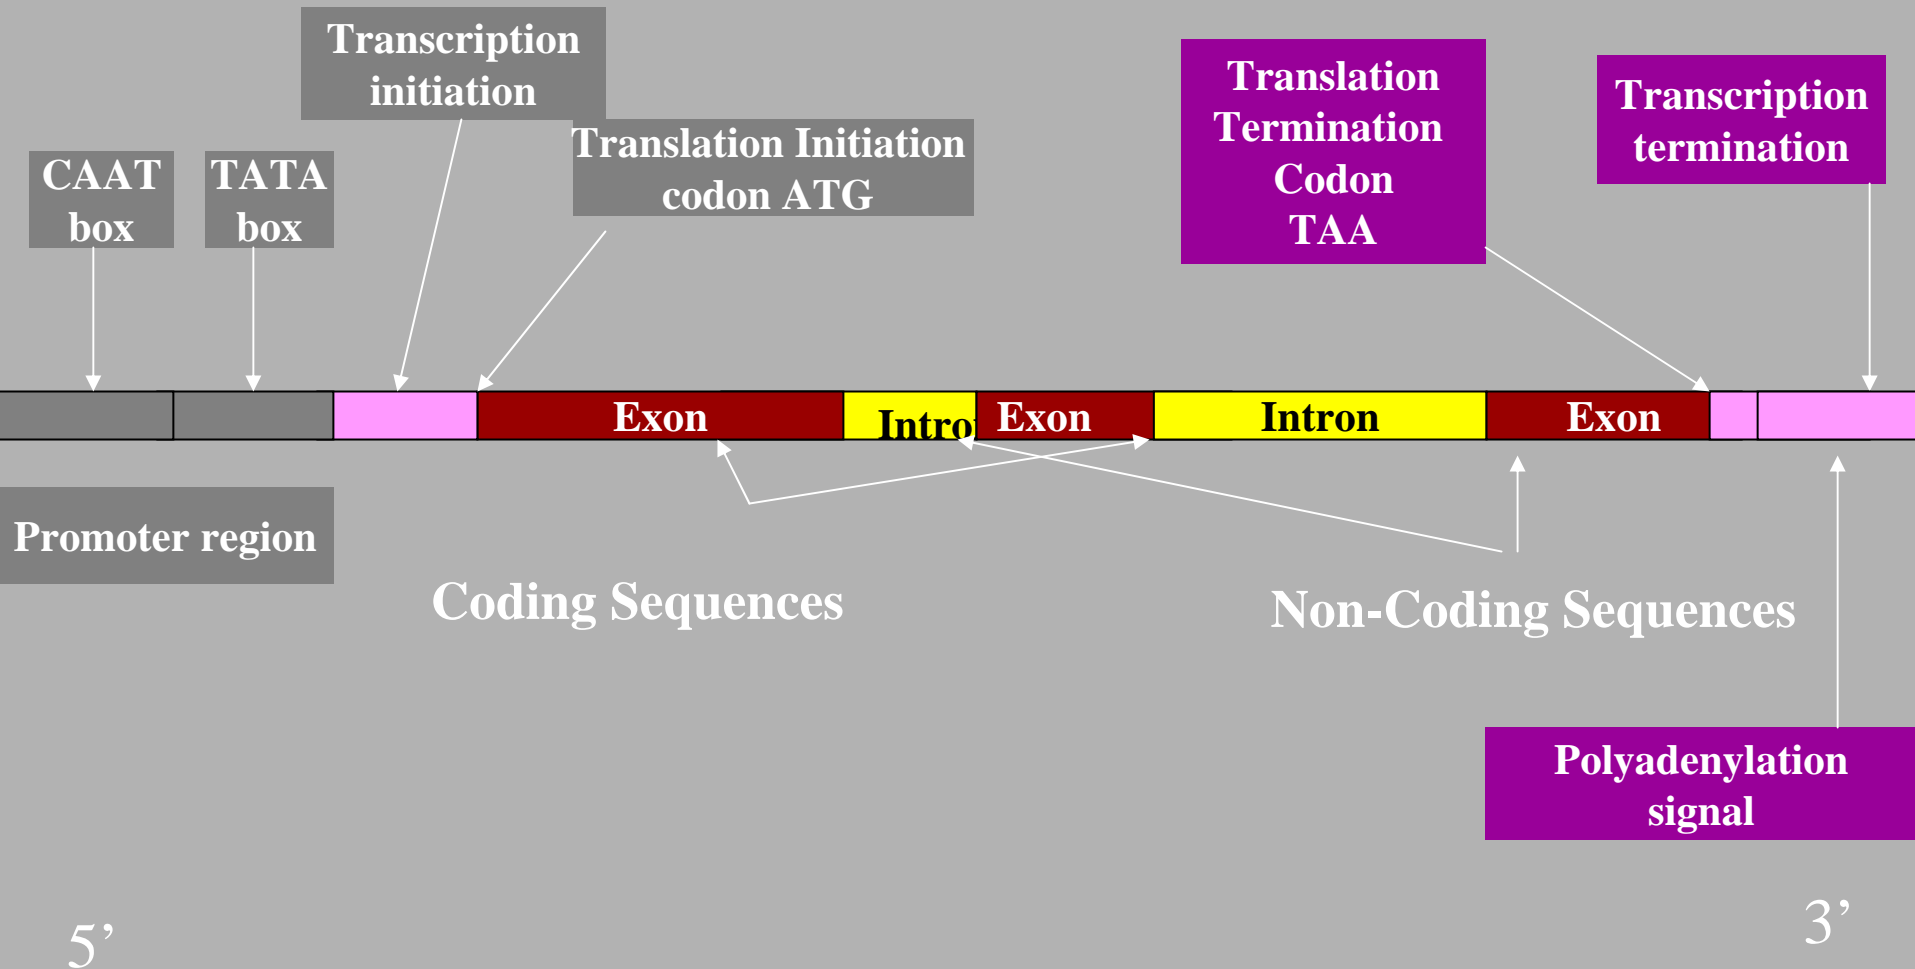 Transcription
initiation
Translation
Termination
Codon
TAA
Transcription
termination
Translation Initiation
codon ATG
CAAT
box
TATA
box
Exon
Intro
Exon
Intron
Exon
Promoter region
Coding Sequences
Non-Coding Sequences
Polyadenylation
signal
5’
3’